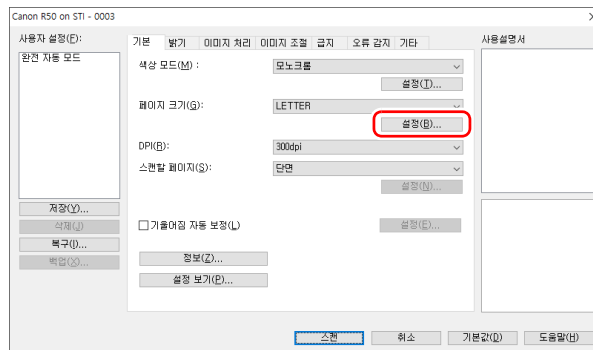 Canon R50 on STI - 0003
사용자 설정(F):
완전 자동 모드
저장(Y)...
삭제(J)
복구(I)...
백업(X)...
기본 밝기 이미지 처리 이미지 조절 급지 오류 감지 기타
색상 모드(M) :
모노크롬
설정(T)...
페이지 크기(G):
LETTER
설정(B)...
DPI(R):
300dpi
스캔할 페이지(S):
단면
설정(N)...
기울어짐 자동 보정(L)
설정(E)...
정보(Z)...
설정 보기(P)...
사용설명서
스캔 취소 기본값(D) 도움말(H)